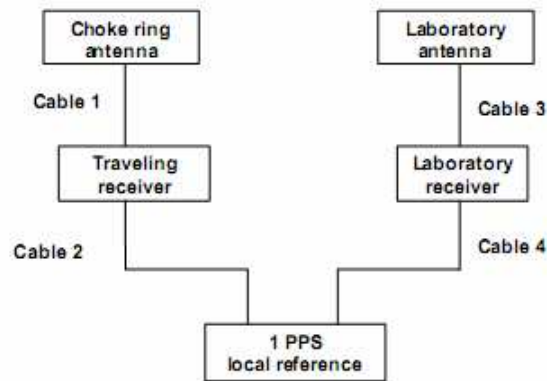 Choke ring
antenna
Laboratory
antenna
Cable 1
Cable 3
Traveling
receiver
Laboratory
receiver
Cable 2
Cable 4
1 PPS
local reference